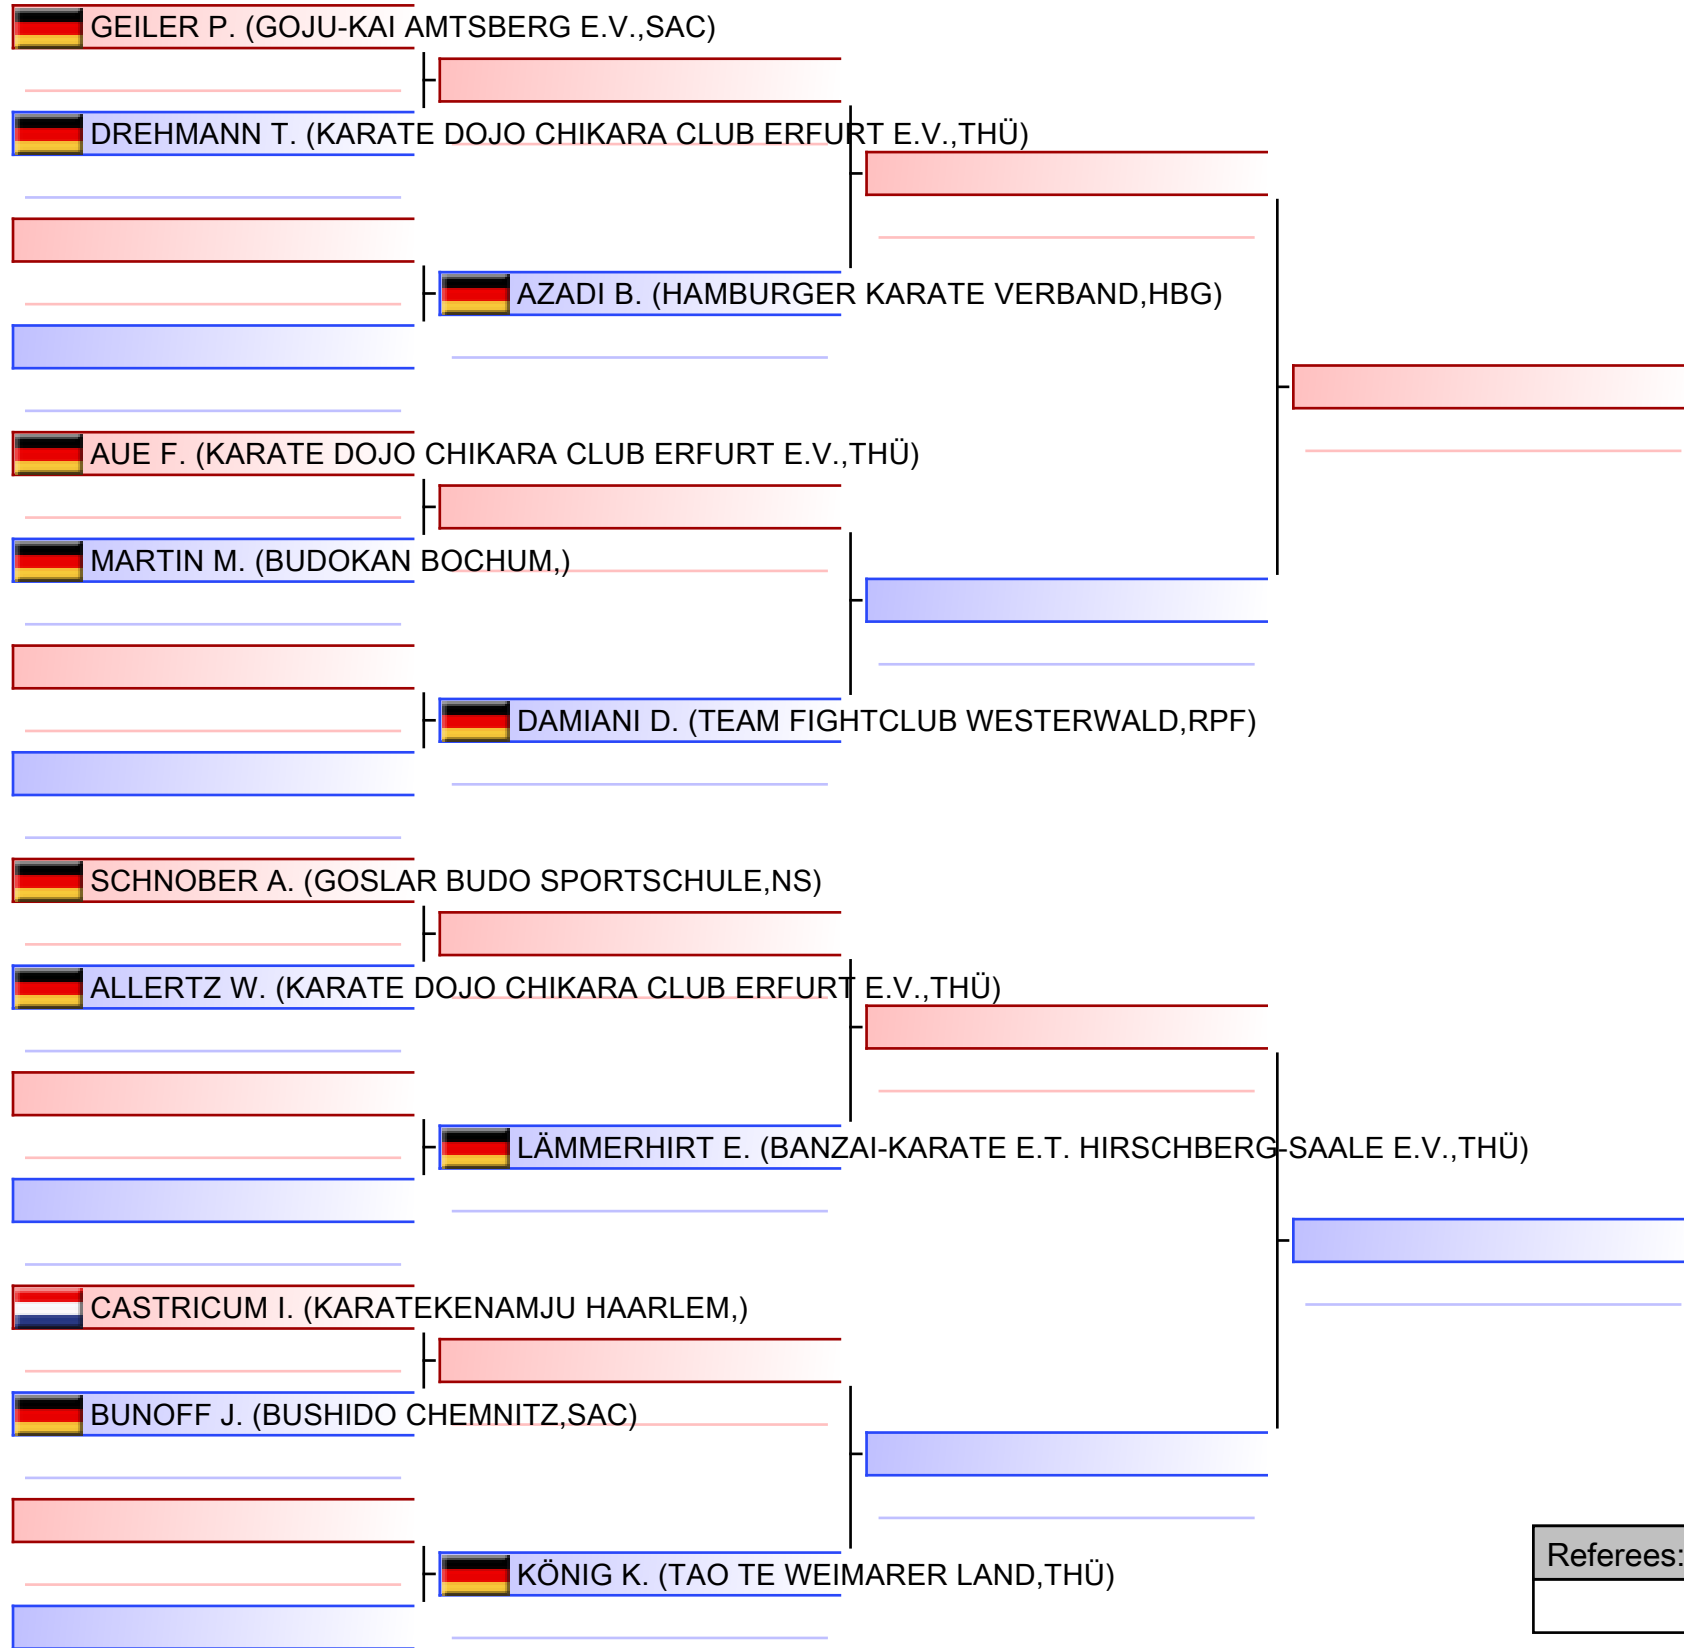 GEILER P. (GOJU-KAI AMTSBERG E.V.,SAC)
DREHMANN T. (KARATE DOJO CHIKARA CLUB ERFURT E.V.,THÜ)
AZADI B. (HAMBURGER KARATE VERBAND,HBG)
AUE F. (KARATE DOJO CHIKARA CLUB ERFURT E.V.,THÜ)
MARTIN M. (BUDOKAN BOCHUM,)
DAMIANI D. (TEAM FIGHTCLUB WESTERWALD,RPF)
SCHNOBER A. (GOSLAR BUDO SPORTSCHULE,NS)
ALLERTZ W. (KARATE DOJO CHIKARA CLUB ERFURT E.V.,THÜ)
LÄMMERHIRT E. (BANZAI-KARATE E.T. HIRSCHBERG-SAALE E.V.,THÜ)
CASTRICUM I. (KARATEKENAMJU HAARLEM,)
BUNOFF J. (BUSHIDO CHEMNITZ,SAC)
KÖNIG K. (TAO TE WEIMARER LAND,THÜ)
Referees: